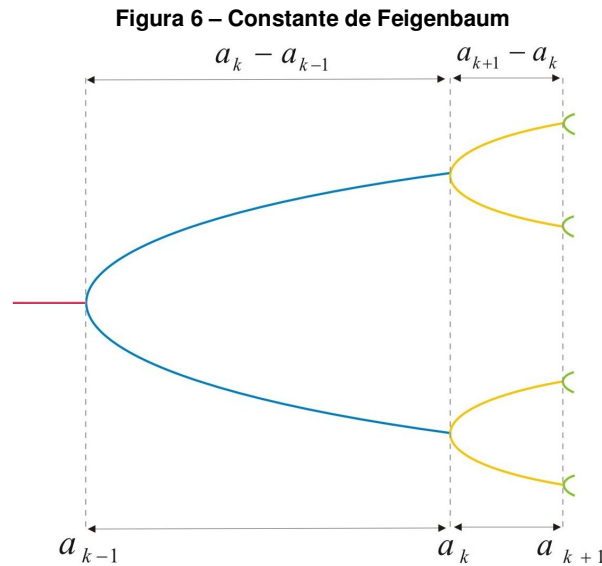 Figura 6 – Constante de Feigenbaum
a_k − a_{k−1}
a_{k+1} − a_k
a_{k−1}
a_k
a_{k+1}